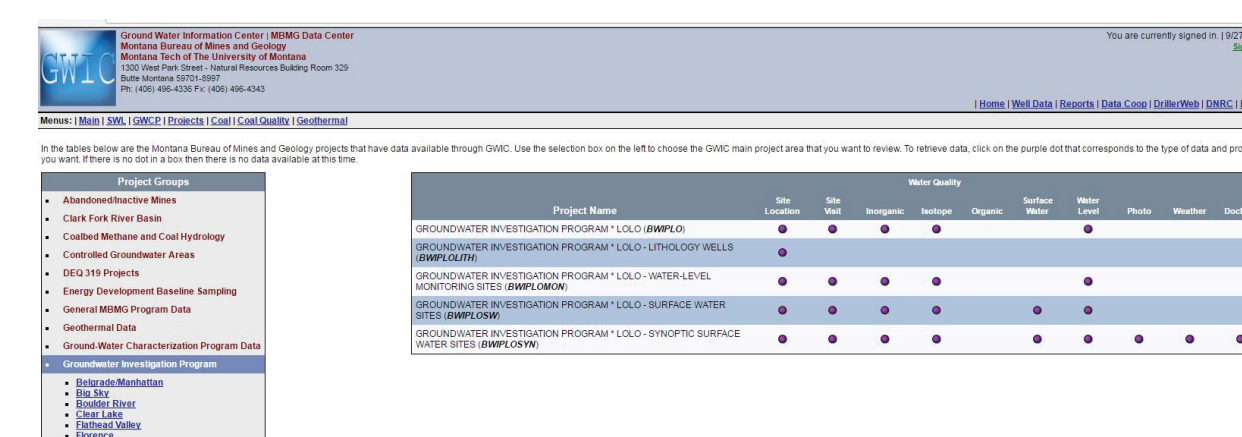 GWIC
Ground Water Information Center | MBMG Data Center
Montana Bureau of Mines and Geology
Montana Tech of The University of Montana
1300 West Park Street - Natural Resources Building Room 329
Butte Montana 59701-8997
Ph: (406) 496-4336 Fx: (406) 496-4343
You are currently signed in. | 9/27
| Home | Well Data | Reports | Data Coop | DrillerWeb | DNRC |
Menus: | Main | SWL | GWCP | Projects | Coal | Coal Quality | Geothermal
In the tables below are the Montana Bureau of Mines and Geology projects that have data available through GWIC. Use the selection box on the left to choose the GWIC main project area that you want to review. To retrieve data, click on the purple dot that corresponds to the type of data and pro
you want. If there is no dot in a box then there is no data available at this time.
Project Groups
Abandoned/Inactive Mines
Clark Fork River Basin
Coalbed Methane and Coal Hydrology
Controlled Groundwater Areas
DEQ 319 Projects
Energy Development Baseline Sampling
General MBMG Program Data
Geothermal Data
Ground-Water Characterization Program Data
Groundwater Investigation Program
Belgrade/Manhattan
Big Sky
Boulder River
Clear Lake
Flathead Valley
Florence
Water Quality
Site Site Surface Water
Project Name Location Visit Inorganic Isotope Organic Water Level Photo Weather Doc
GROUNDWATER INVESTIGATION PROGRAM * LOLO (BWIPLO)
GROUNDWATER INVESTIGATION PROGRAM * LOLO - LITHOLOGY WELLS
(BWIPLOLITH)
GROUNDWATER INVESTIGATION PROGRAM * LOLO - WATER-LEVEL
MONITORING SITES (BWIPLOMON)
GROUNDWATER INVESTIGATION PROGRAM * LOLO - SURFACE WATER
SITES (BWIPLOSW)
GROUNDWATER INVESTIGATION PROGRAM * LOLO - SYNOPTIC SURFACE
WATER SITES (BWIPLOSYN)